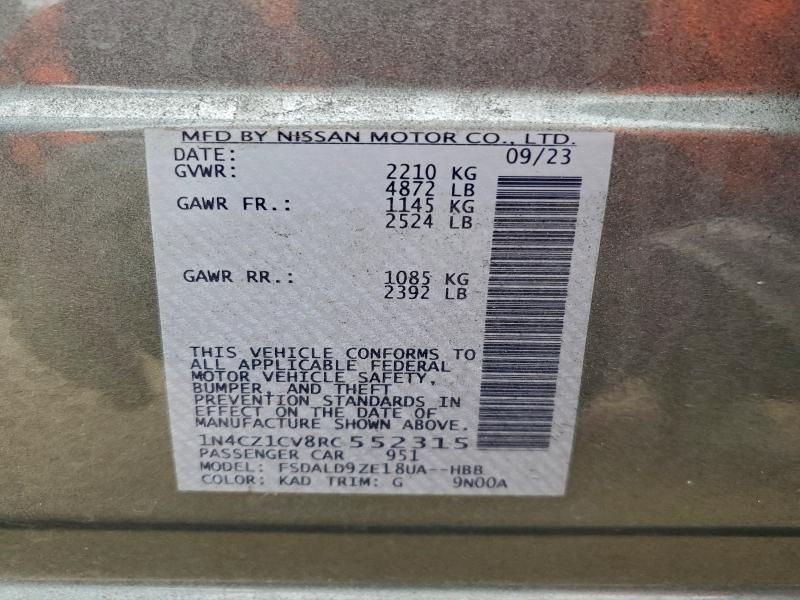 MFD BY NISSAN MOTOR CO., LTD.
DATE: 09/23
GVWR: 2210 KG
4872 LB
GAWR FR.: 1145 KG
2524 LB
GAWR RR.: 1085 KG
2392 LB
THIS VEHICLE CONFORMS TO
ALL APPLICABLE FEDERAL
MOTOR VEHICLE SAFETY,
BUMPER, AND THEFT
PREVENTION STANDARDS IN
EFFECT ON THE DATE OF
MANUFACTURE SHOWN ABOVE.
1N4CZ1CV8RC552315
PASSENGER CAR 951
MODEL: FSDALD9ZE18UA--HBB
COLOR: KAD TRIM: G 9N00A